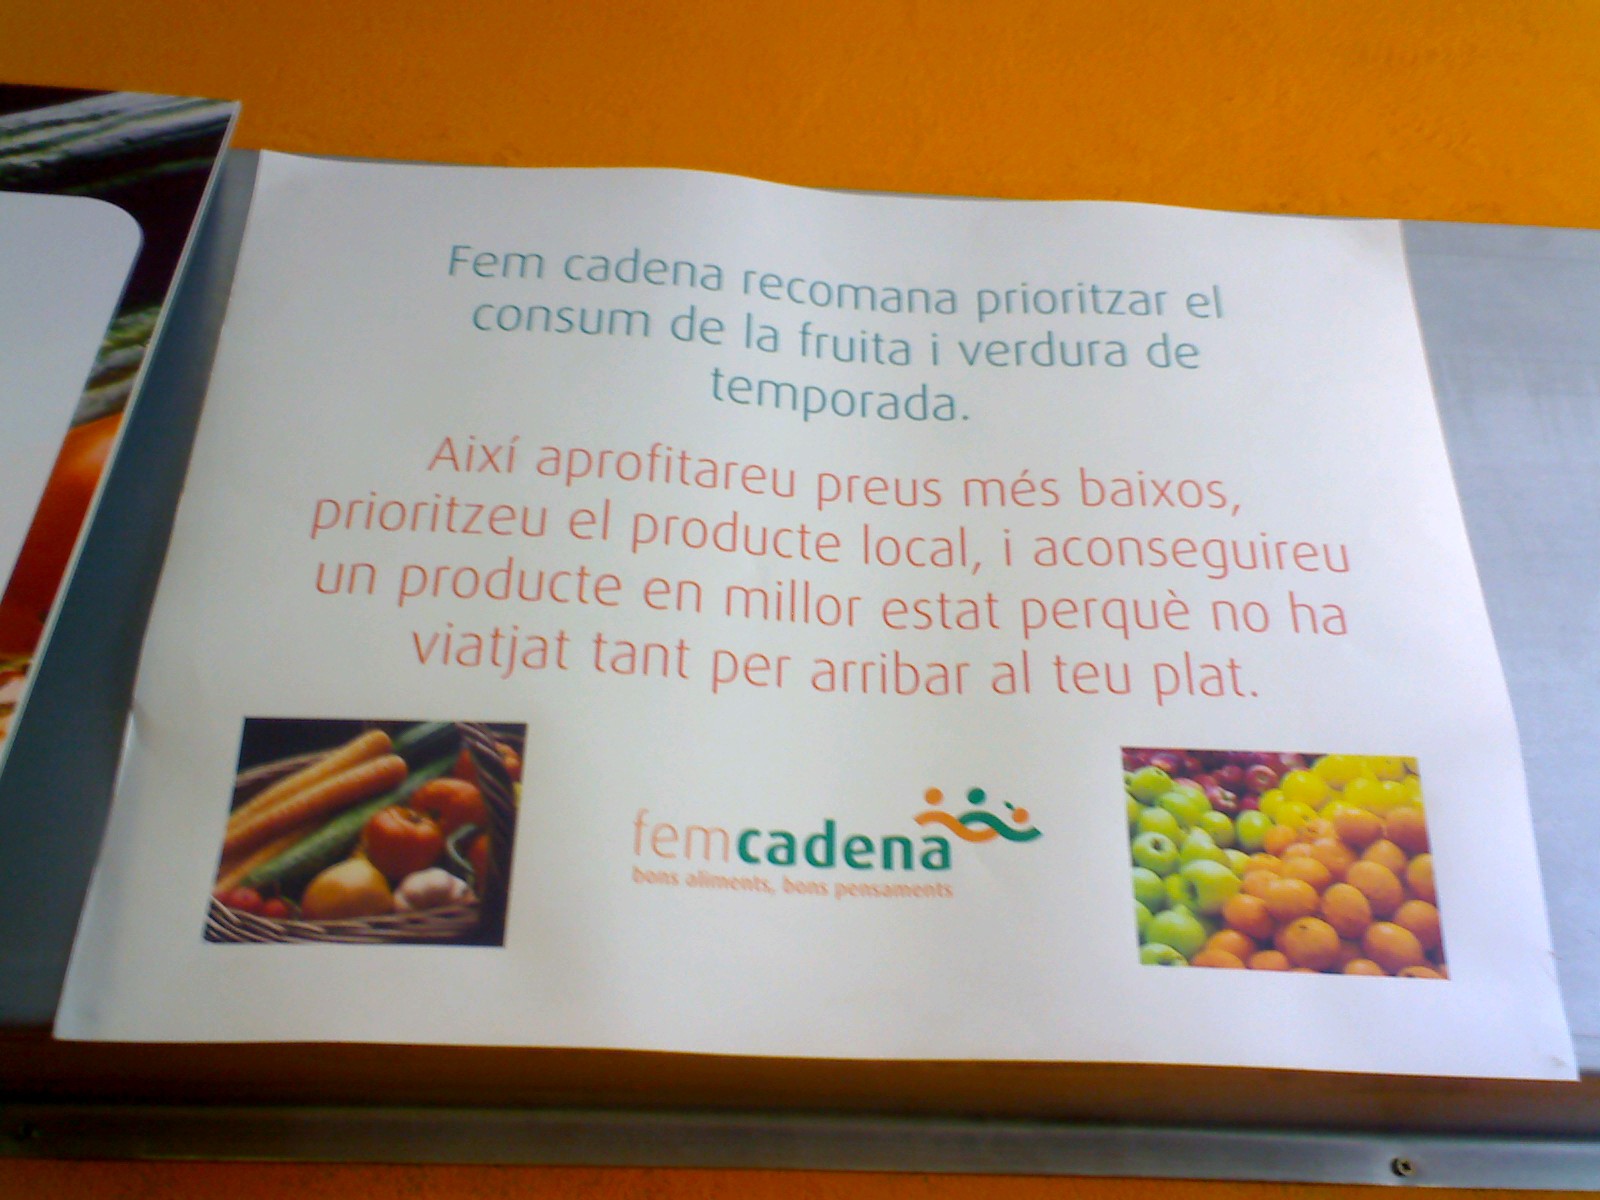 Fem cadena recomana prioritzar el
consum de la fruita i verdura de
temporada.
Així aprofitareu preus més baixos,
prioritzeu el producte local, i aconseguireu
un producte en millor estat perquè no ha
viatjat tant per arribar al teu plat.
femcadena
bons aliments, bons pensaments